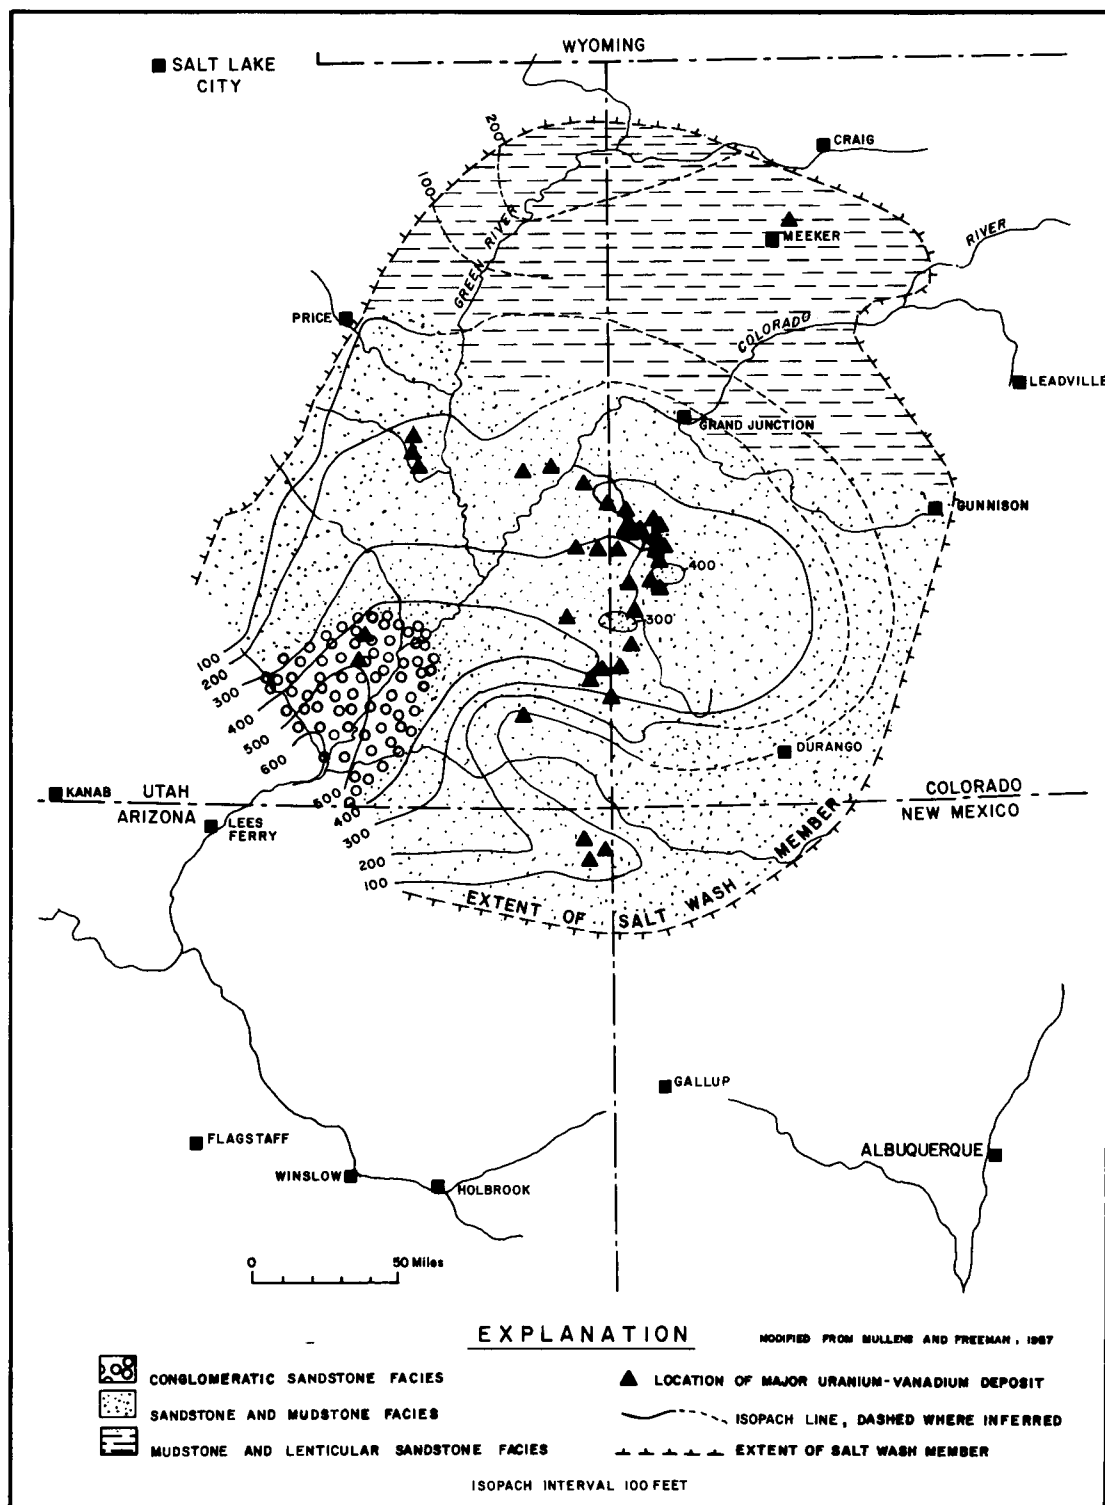 WYOMING
SALT LAKE
CITY
CRAIG
200
100
MEEKER
RIVER
GREEN RIVER
PRICE
COLORADO
LEADVILLE
GRAND JUNCTION
GUNNISON
400
300
100
200
300
400
500
600
DURANGO
KANAB
UTAH
COLORADO
ARIZONA
NEW MEXICO
LEES
FERRY
500
400
300
200
100
EXTENT OF SALT WASH MEMBER
GALLUP
FLAGSTAFF
ALBUQUERQUE
WINSLOW
HOLBROOK
0 50 Miles
EXPLANATION
MODIFIED FROM MULLENS AND FREEMAN, 1957
CONGLOMERATIC SANDSTONE FACIES
LOCATION OF MAJOR URANIUM-VANADIUM DEPOSIT
SANDSTONE AND MUDSTONE FACIES
ISOPACH LINE, DASHED WHERE INFERRED
MUDSTONE AND LENTICULAR SANDSTONE FACIES
EXTENT OF SALT WASH MEMBER
ISOPACH INTERVAL 100 FEET